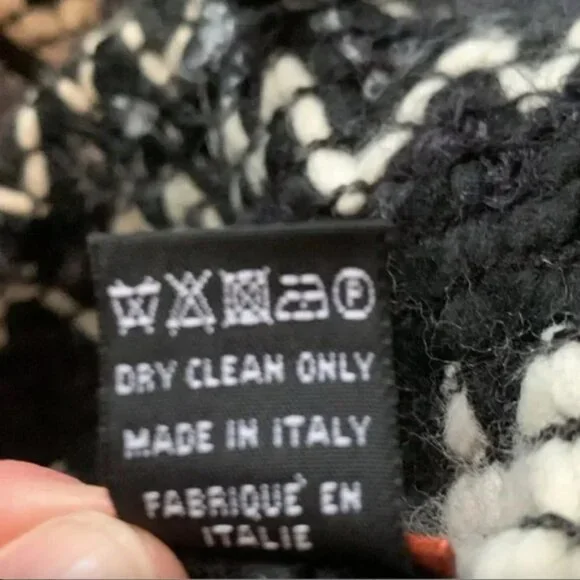 F
DRY CLEAN ONLY
MADE IN ITALY
FABRIQUE' EN
ITALIE